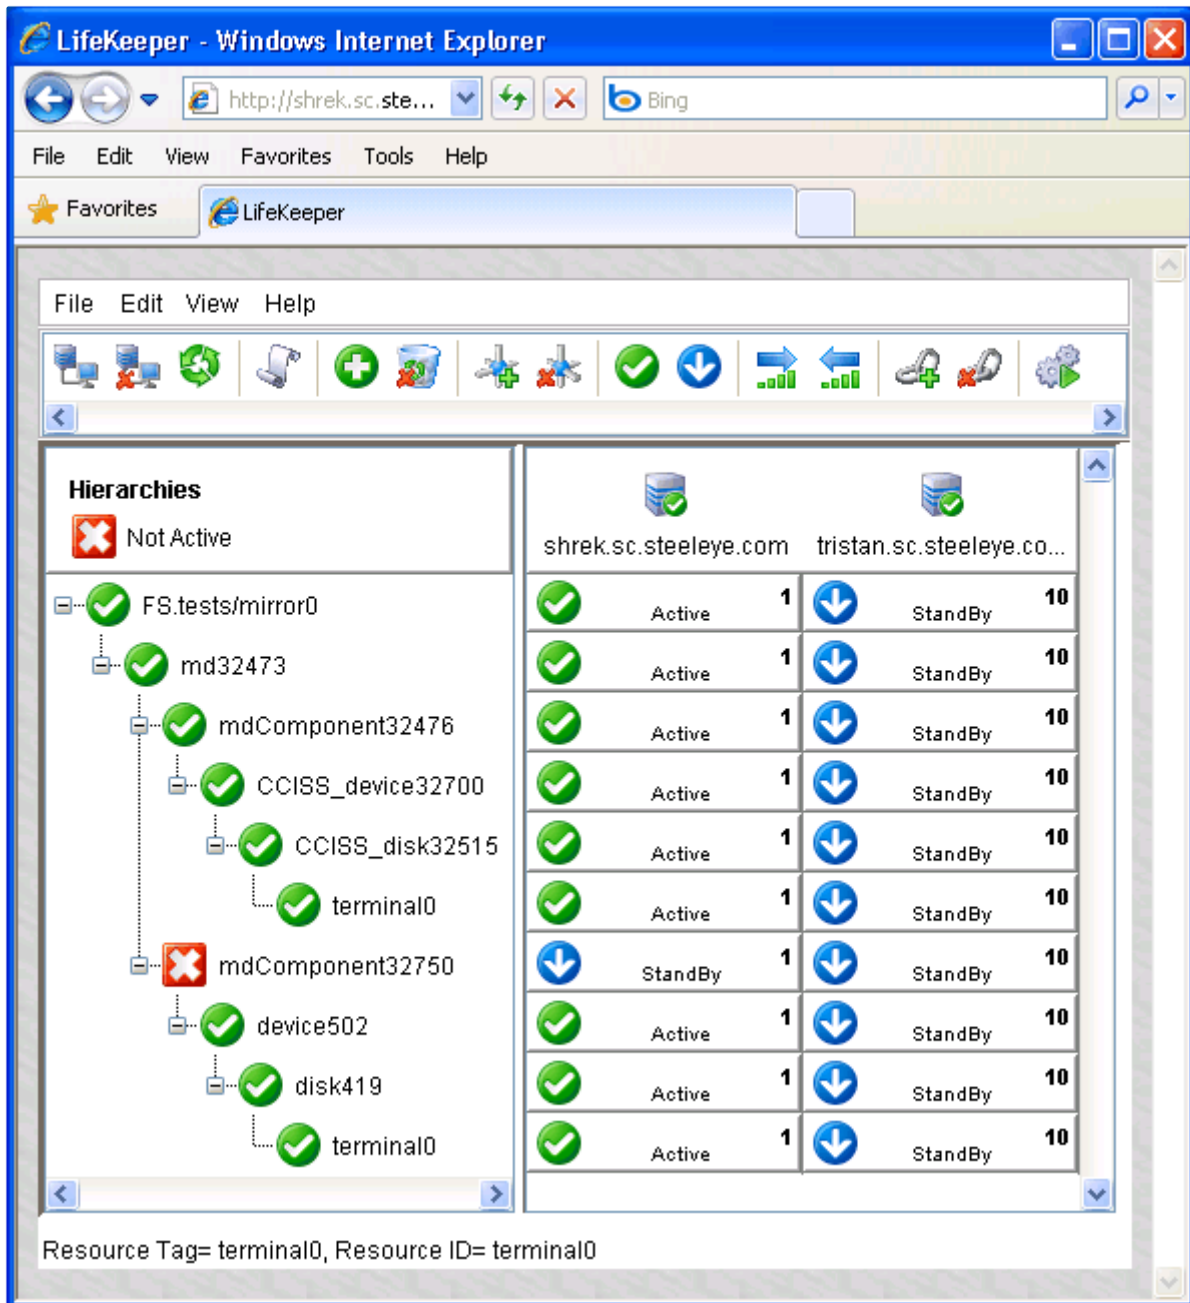 LifeKeeper - Windows Internet Explorer
http://shrek.sc.ste... Bing
File Edit View Favorites Tools Help
Favorites LifeKeeper
File Edit View Help
Hierarchies
Not Active
shrek.sc.steeleye.com tristan.sc.steeleye.co...
FS.tests/mirror0 Active 1 StandBy 10
md32473 Active 1 StandBy 10
mdComponent32476 Active 1 StandBy 10
CCISS_device32700 Active 1 StandBy 10
CCISS_disk32515 Active 1 StandBy 10
terminal0 Active 1 StandBy 10
mdComponent32750 StandBy 1 StandBy 10
device502 Active 1 StandBy 10
disk419 Active 1 StandBy 10
terminal0 Active 1 StandBy 10
Resource Tag= terminal0, Resource ID= terminal0